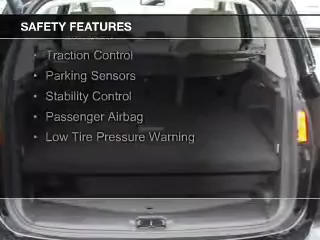 SAFETY FEATURES
• Traction Control
• Parking Sensors
• Stability Control
• Passenger Airbag
• Low Tire Pressure Warning